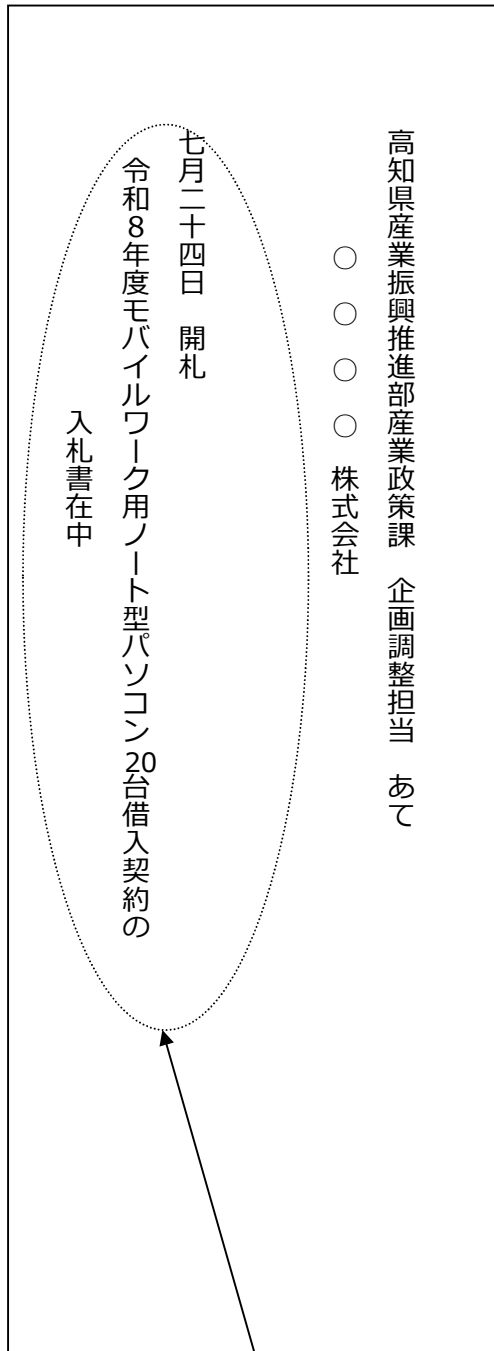 高知県産業振興推進部産業政策課　企画調整担当　あて
○　○　○　○　株式会社
七月二十四日　開札
令和８年度モバイルワーク用ノート型パソコン20台借入契約の
入札書在中